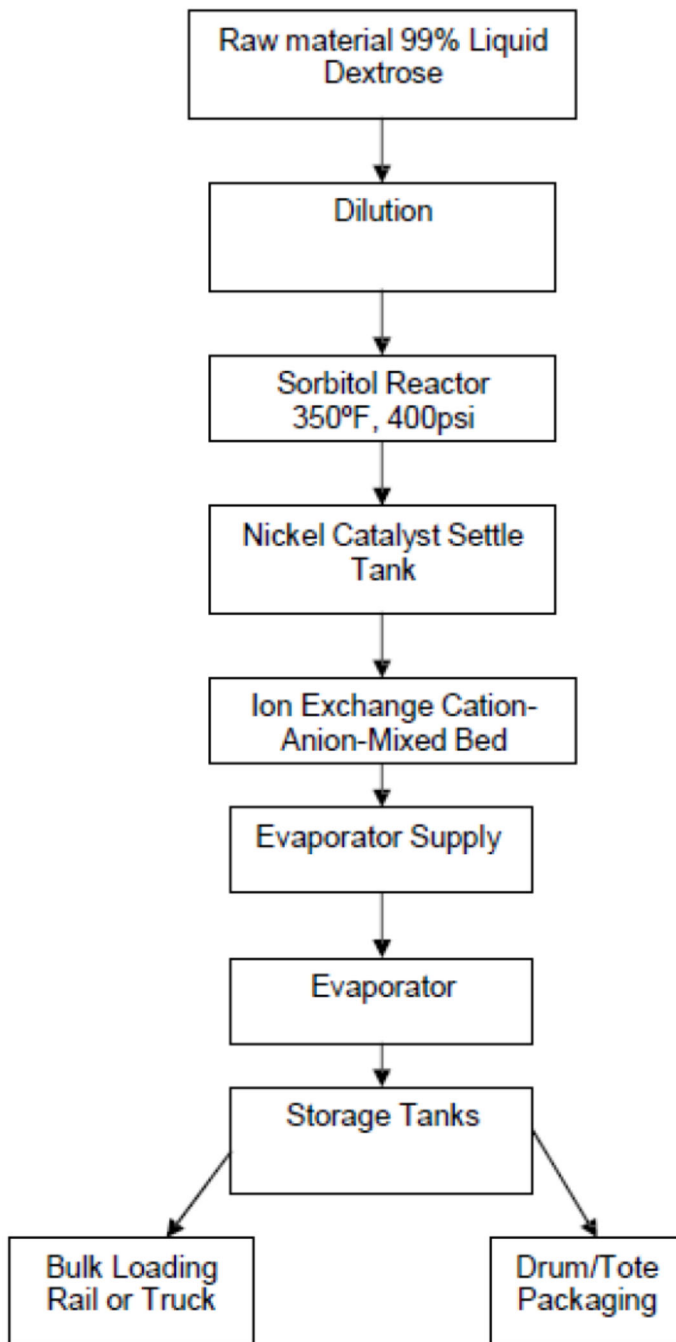 Raw material 99% Liquid
Dextrose
Dilution
Sorbitol Reactor
350ºF, 400psi
Nickel Catalyst Settle
Tank
Ion Exchange Cation-
Anion-Mixed Bed
Evaporator Supply
Evaporator
Storage Tanks
Bulk Loading
Rail or Truck
Drum/Tote
Packaging